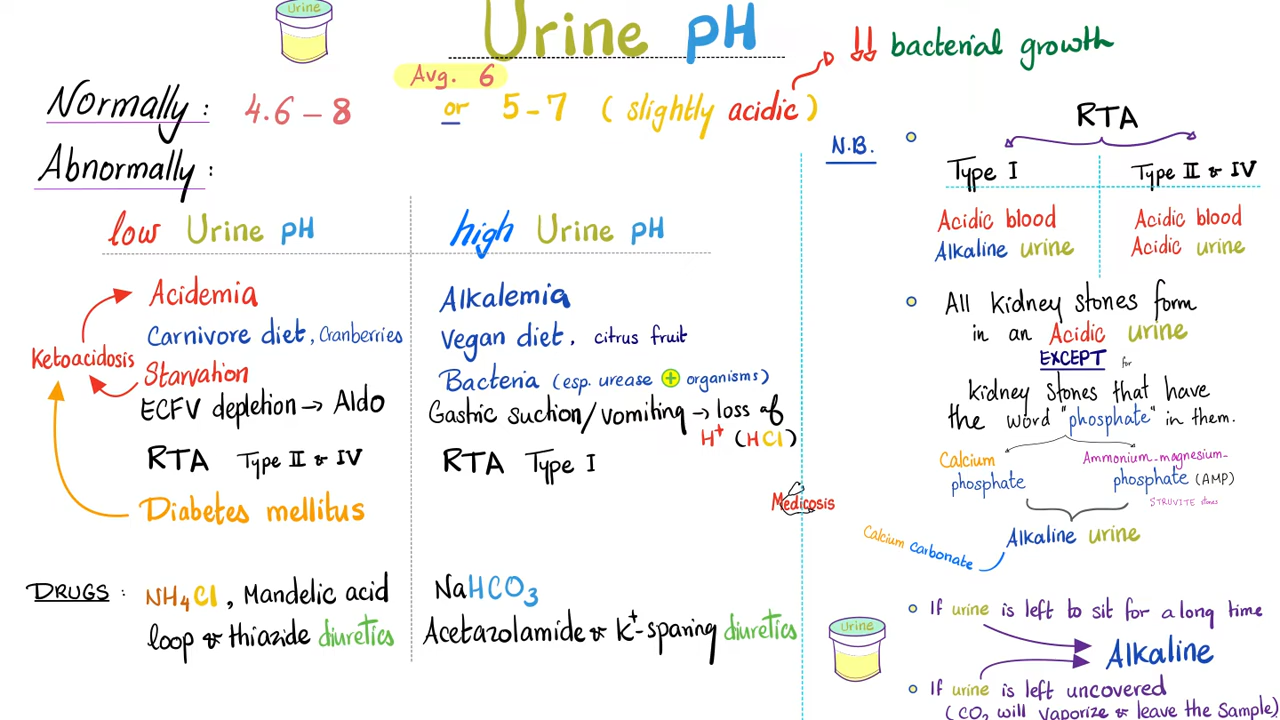 Urine
Urine pH
↓↓ bacterial growth
Avg. 6
Normally : 4.6 – 8 or 5 – 7 ( slightly acidic )
Abnormally :
low Urine pH
Acidemia
Carnivore diet, Cranberries
Ketoacidosis
Starvation
ECFV depletion → Aldo
RTA Type II & IV
Diabetes mellitus
high Urine pH
Alkalemia
Vegan diet, citrus fruit
Bacteria (esp. urease + organisms)
Gastric suction/vomiting → loss of
H+ (HCl)
RTA Type I
Medicosis
DRUGS : NH4Cl, Mandelic acid
loop & thiazide diuretics
NaHCO3
Acetazolamide & K+-sparing diuretics
N.B.
RTA
Type I
Acidic blood
Alkaline urine
Type II & IV
Acidic blood
Acidic urine
All kidney stones form
in an Acidic urine
EXCEPT for
kidney stones that have
the word "phosphate" in them.
Calcium
phosphate
Ammonium-magnesium-
phosphate (AMP)
STRUVITE stones
Alkaline urine
Calcium carbonate
Urine
If urine is left to sit for a long time
Alkaline
If urine is left uncovered
(CO2 will vaporize & leave the Sample)